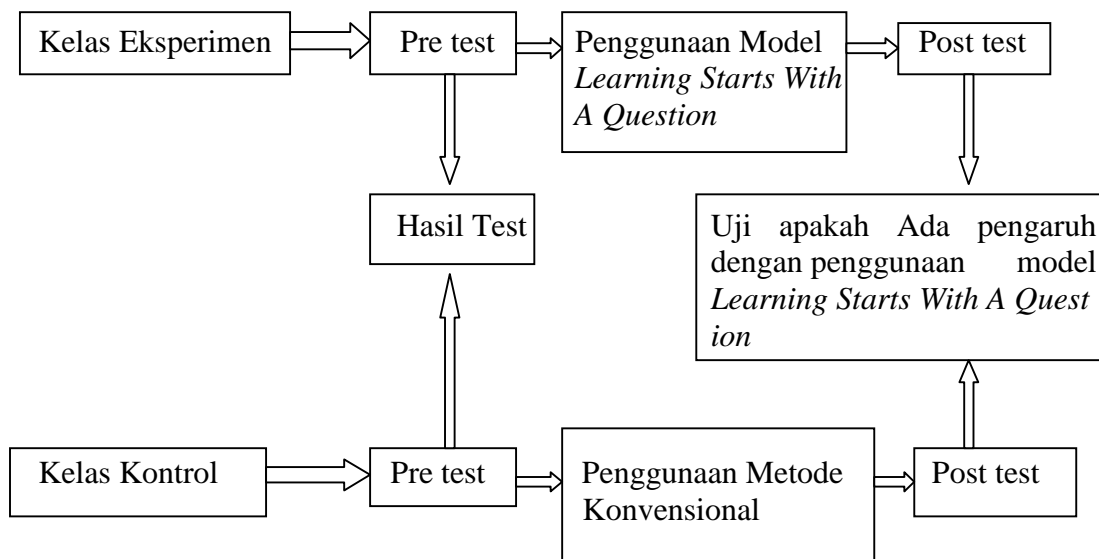 Kelas Eksperimen
Pre test
Penggunaan Model
Learning Starts With
A Question
Post test
Hasil Test
Uji apakah Ada pengaruh
dengan penggunaan model
Learning Starts With A Quest
ion
Kelas Kontrol
Pre test
Penggunaan Metode
Konvensional
Post test